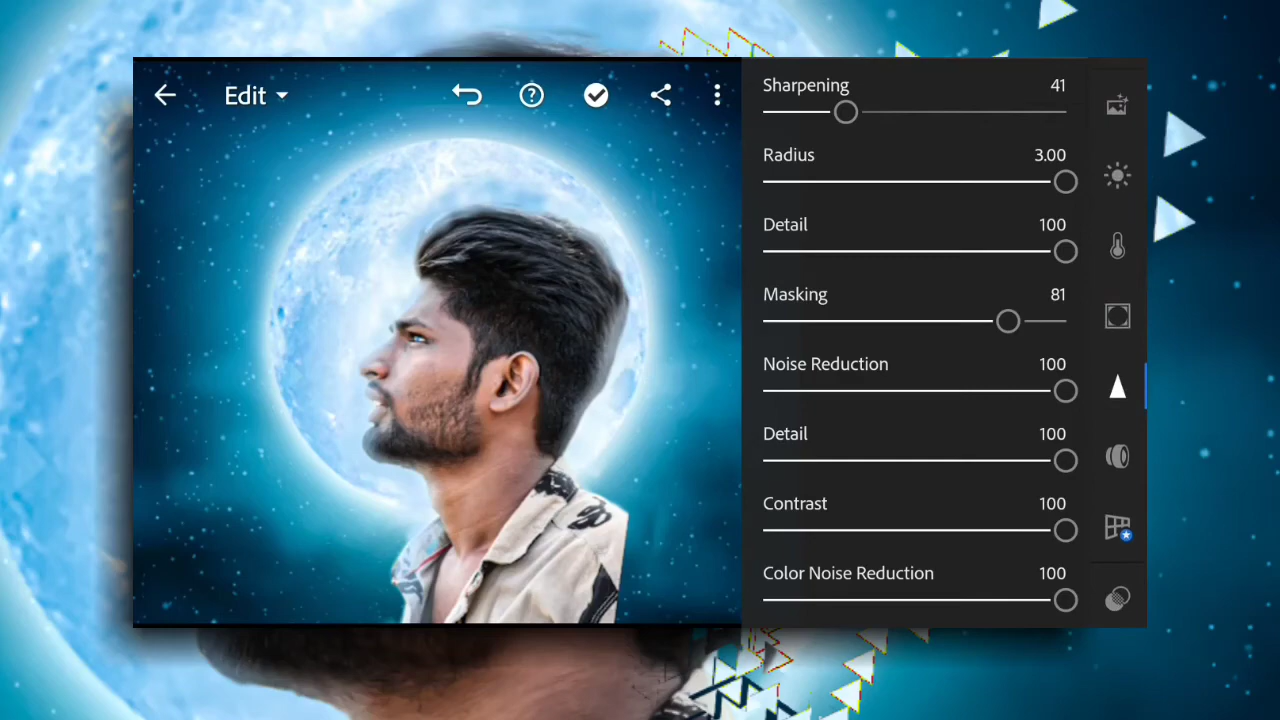 Edit
Sharpening 41
Radius 3.00
Detail 100
Masking 81
Noise Reduction 100
Detail 100
Contrast 100
Color Noise Reduction 100